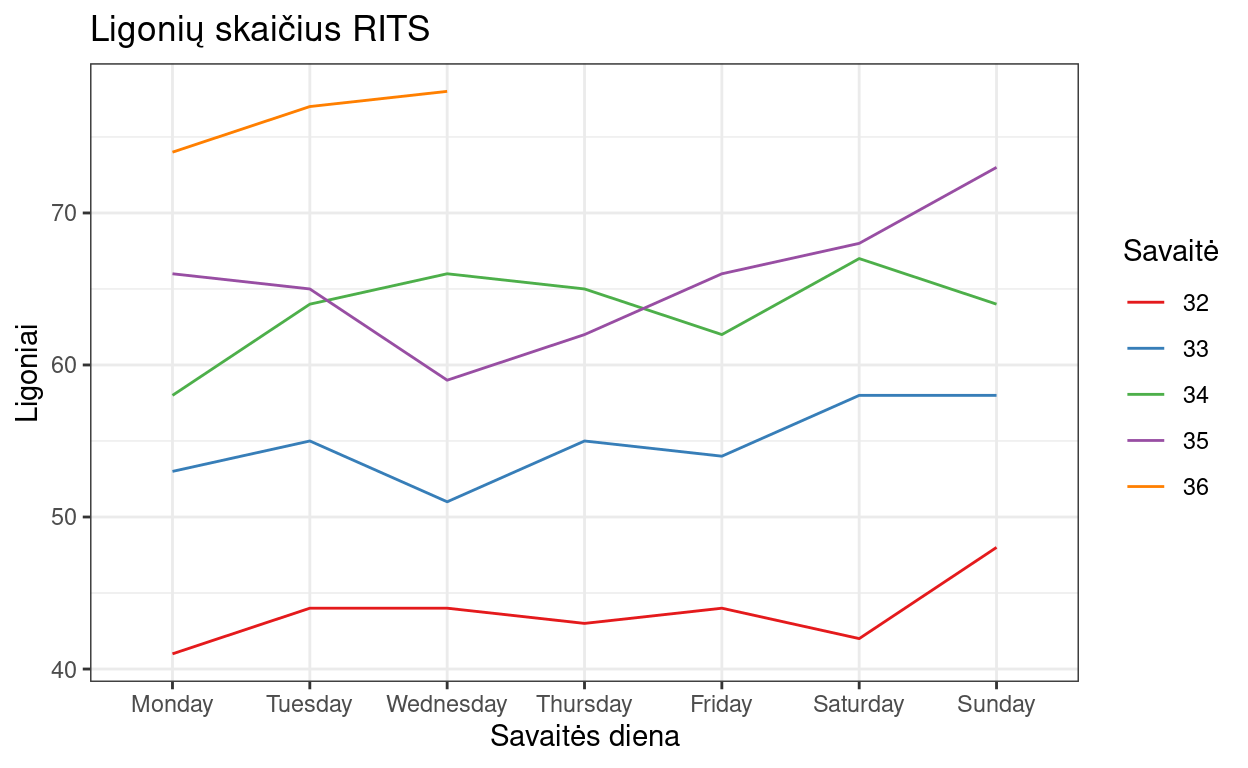 Ligonių skaičius RITS
Ligoniai
70
60
50
40
Monday Tuesday Wednesday Thursday Friday Saturday Sunday
Savaitės diena
Savaitė
32
33
34
35
36